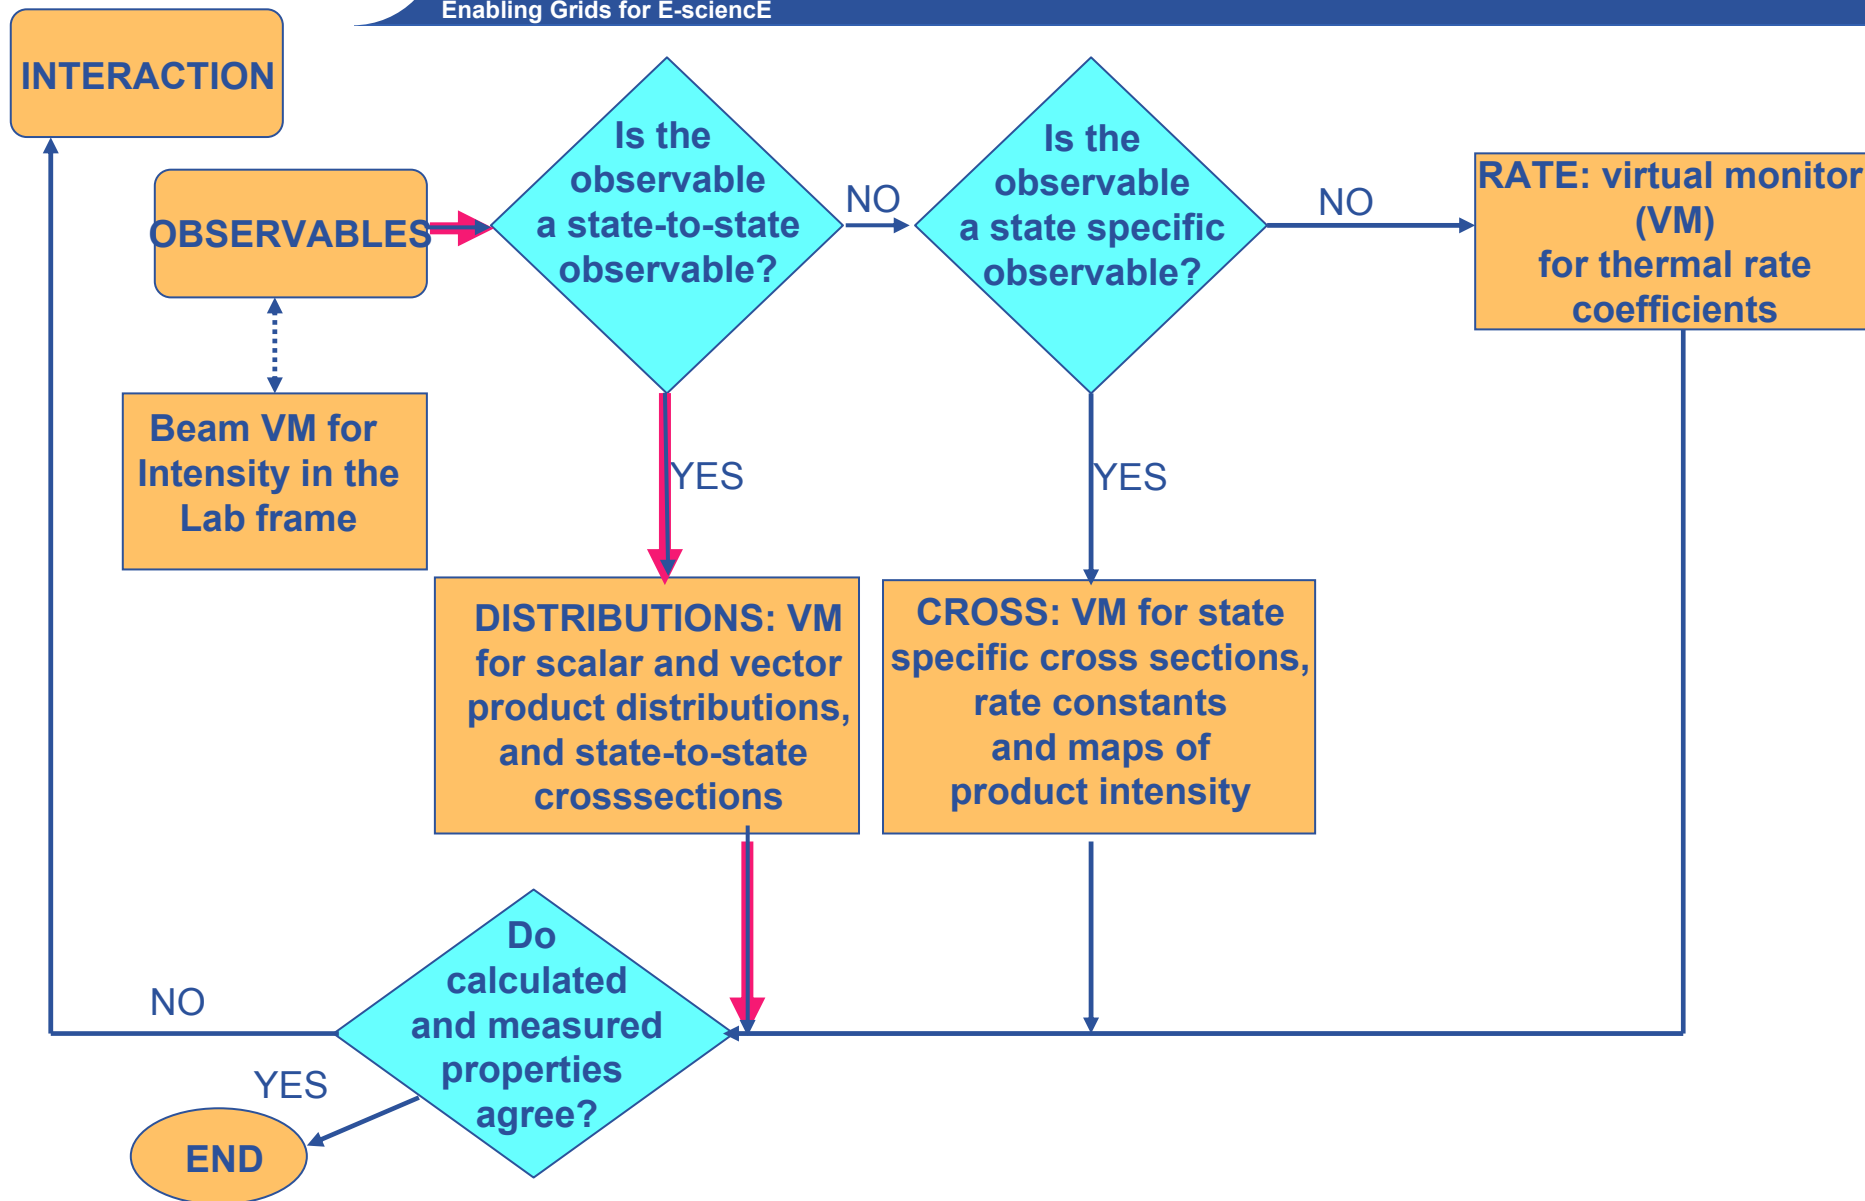 Enabling Grids for E-sciencE
INTERACTION
OBSERVABLES
Is the
observable
a state-to-state
observable?
NO
Is the
observable
a state specific
observable?
NO
RATE: virtual monitor
(VM)
for thermal rate
coefficients
Beam VM for
Intensity in the
Lab frame
YES
YES
DISTRIBUTIONS: VM
for scalar and vector
product distributions,
and state-to-state
crosssections
CROSS: VM for state
specific cross sections,
rate constants
and maps of
product intensity
Do
calculated
and measured
properties
agree?
NO
YES
END